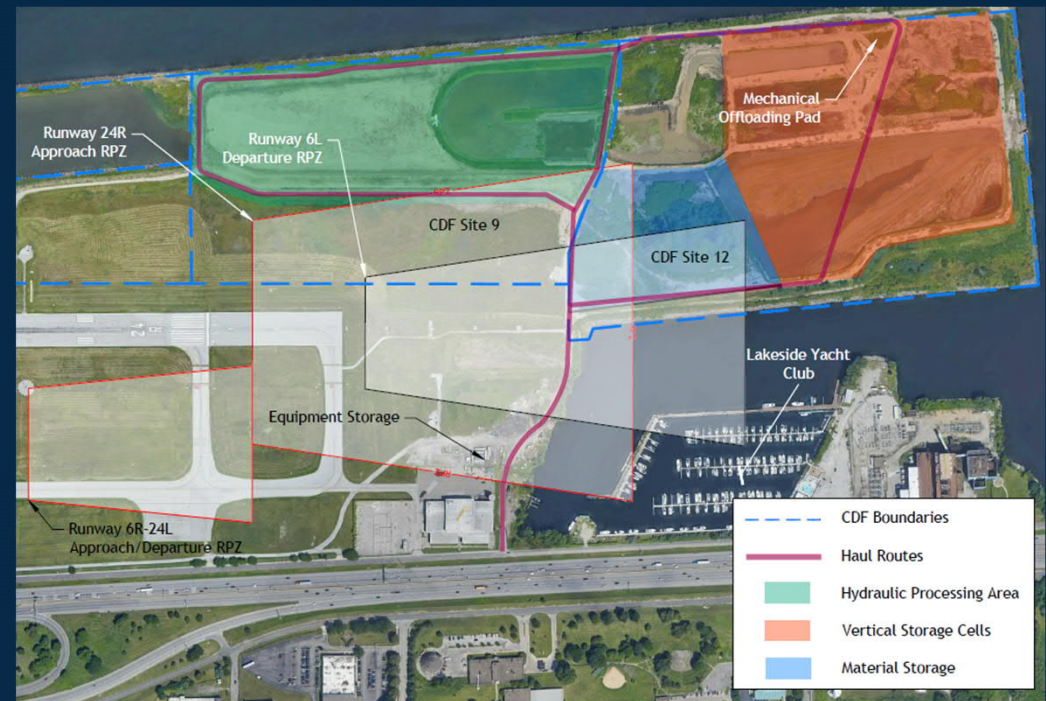 Mechanical
Offloading Pad
Runway 24R
Approach RPZ
Runway 6L
Departure RPZ
CDF Site 9
CDF Site 12
Lakeside Yacht
Club
Equipment Storage
Runway 6R-24L
Approach/Departure RPZ
CDF Boundaries
Haul Routes
Hydraulic Processing Area
Vertical Storage Cells
Material Storage